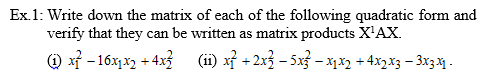 Ex.1: Write down the matrix of each of the following quadratic form and
verify that they can be written as matrix products X¹AX.
(i) x₁² – 16x₁x₂ + 4x₂² (ii) x₁² + 2x₂² – 5x₃² – x₁x₂ + 4x₂x₃ – 3x₃x₁.